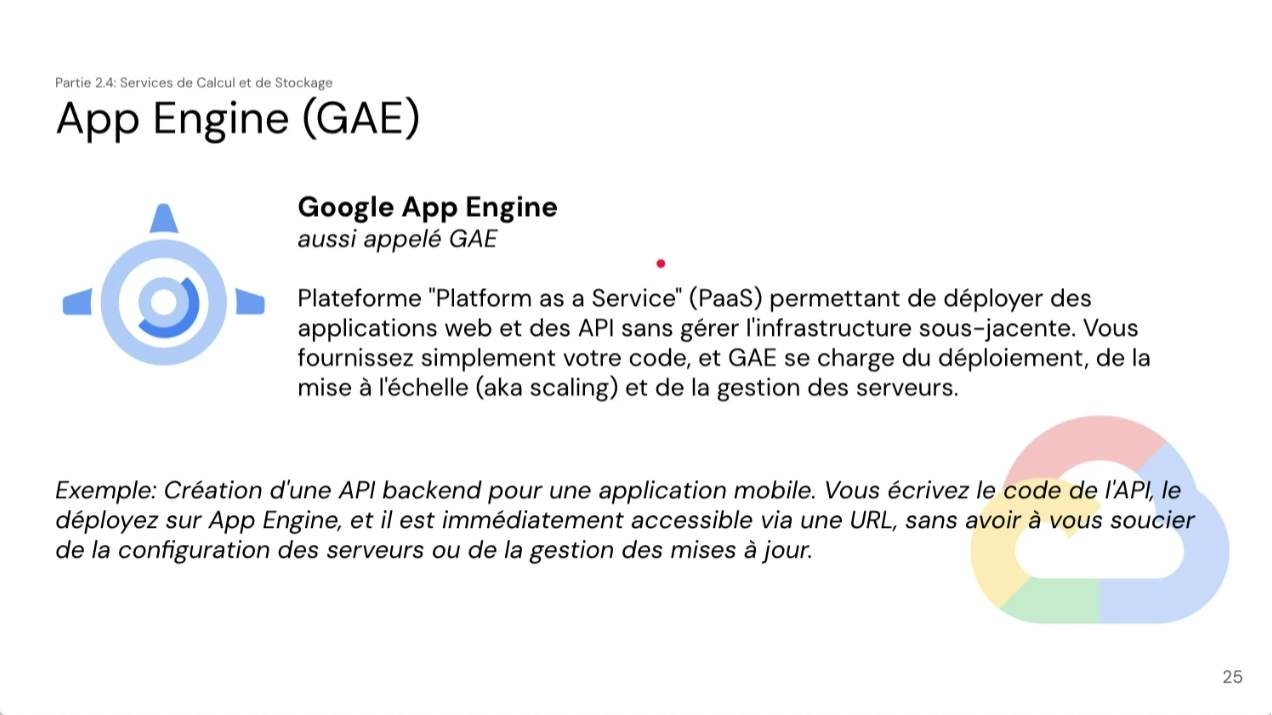 Partie 2.4: Services de Calcul et de Stockage
App Engine (GAE)
Google App Engine
aussi appelé GAE
Plateforme "Platform as a Service" (PaaS) permettant de déployer des
applications web et des API sans gérer l'infrastructure sous-jacente. Vous
fournissez simplement votre code, et GAE se charge du déploiement, de la
mise à l'échelle (aka scaling) et de la gestion des serveurs.
Exemple: Création d'une API backend pour une application mobile. Vous écrivez le code de l'API, le
déployez sur App Engine, et il est immédiatement accessible via une URL, sans avoir à vous soucier
de la configuration des serveurs ou de la gestion des mises à jour.
25